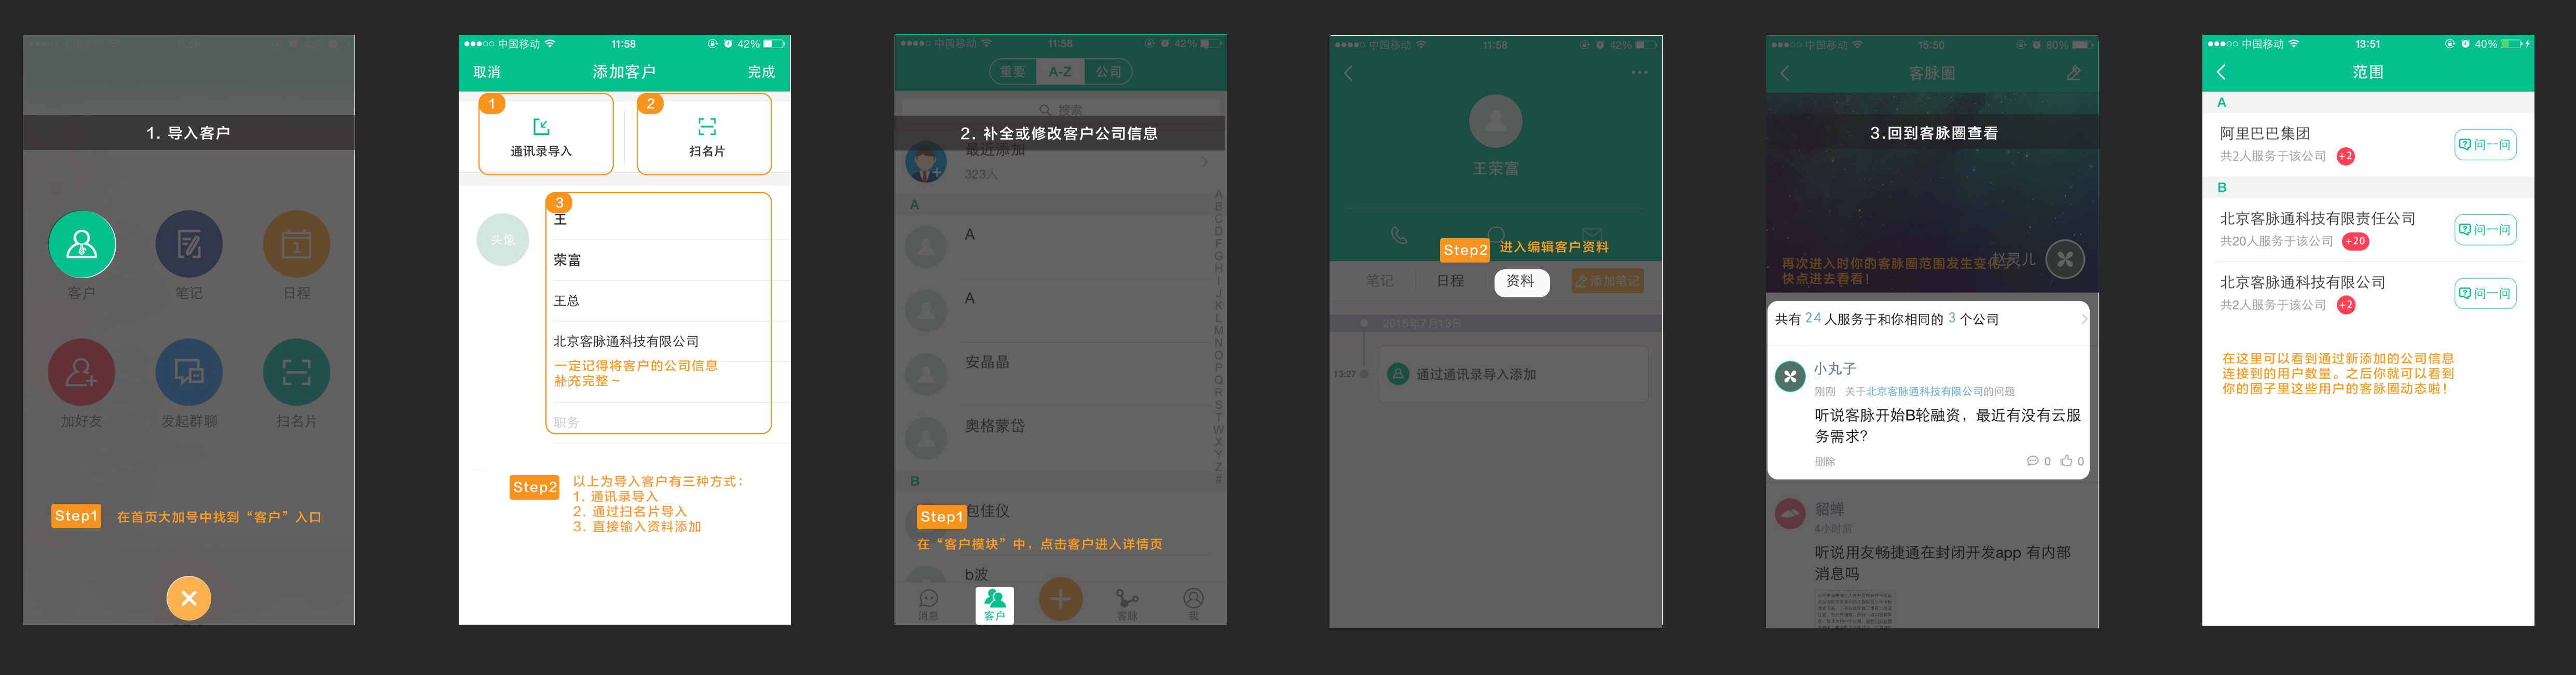 1. 导入客户
客户
笔记
1
日程
加好友
发起群聊
扫名片
Step1
在首页大加号中找到“客户”入口
中国移动
11:58
42%
取消
添加客户
完成
1
2
通讯录导入
扫名片
3
头像
王
荣富
王总
北京客脉通科技有限公司
一定记得将客户的公司信息
补充完整~
职务
Step2
以上为导入客户有三种方式：
1. 通讯录导入
2. 通过扫名片导入
3. 直接输入资料添加
中国移动
11:58
42%
重要
A-Z
公司
搜索
2. 补全或修改客户公司信息
最近添加
323人
A
A
A
安晶晶
奥格蒙岱
B
包佳仪
Step1
在“客户模块”中，点击客户进入详情页
b波
A
B
C
D
F
G
H
I
J
K
L
M
N
O
P
Q
R
S
T
W
X
Y
Z
#
消息
客户
客脉
我
中国移动
11:58
42%
王荣富
Step2
进入编辑客户资料
笔记
日程
资料
添加笔记
2015年7月13日
13:27
通过通讯录导入添加
中国移动
15:50
80%
客脉圈
3.回到客脉圈查看
赵灵儿
再次进入时你的客脉圈范围发生变化了，
快点进去看看！
共有 24 人服务于和你相同的 3 个公司
小丸子
刚刚 关于北京客脉通科技有限公司的问题
听说客脉开始B轮融资，最近有没有云服
务需求？
删除
0
0
貂蝉
4小时前
听说用友畅捷通在封闭开发app 有内部
消息吗
中国移动
13:51
40%
范围
A
阿里巴巴集团
共2人服务于该公司 +2
问一问
B
北京客脉通科技有限责任公司
共20人服务于该公司 +20
问一问
北京客脉通科技有限公司
共2人服务于该公司 +2
问一问
在这里可以看到通过新添加的公司信息
连接到的用户数量。之后你就可以看到
你的圈子里这些用户的客脉圈动态啦！